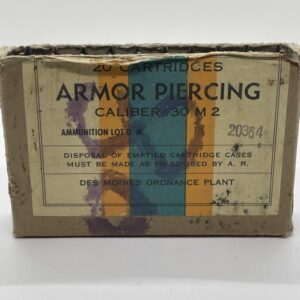 20 CARTRIDGES
ARMOR PIERCING
CALIBER .30 M 2
AMMUNITION LOT D. M. 20364
DISPOSAL OF EMPTIED CARTRIDGE CASES
MUST BE MADE AS PRESCRIBED BY A. R.
DES MOINES ORDNANCE PLANT